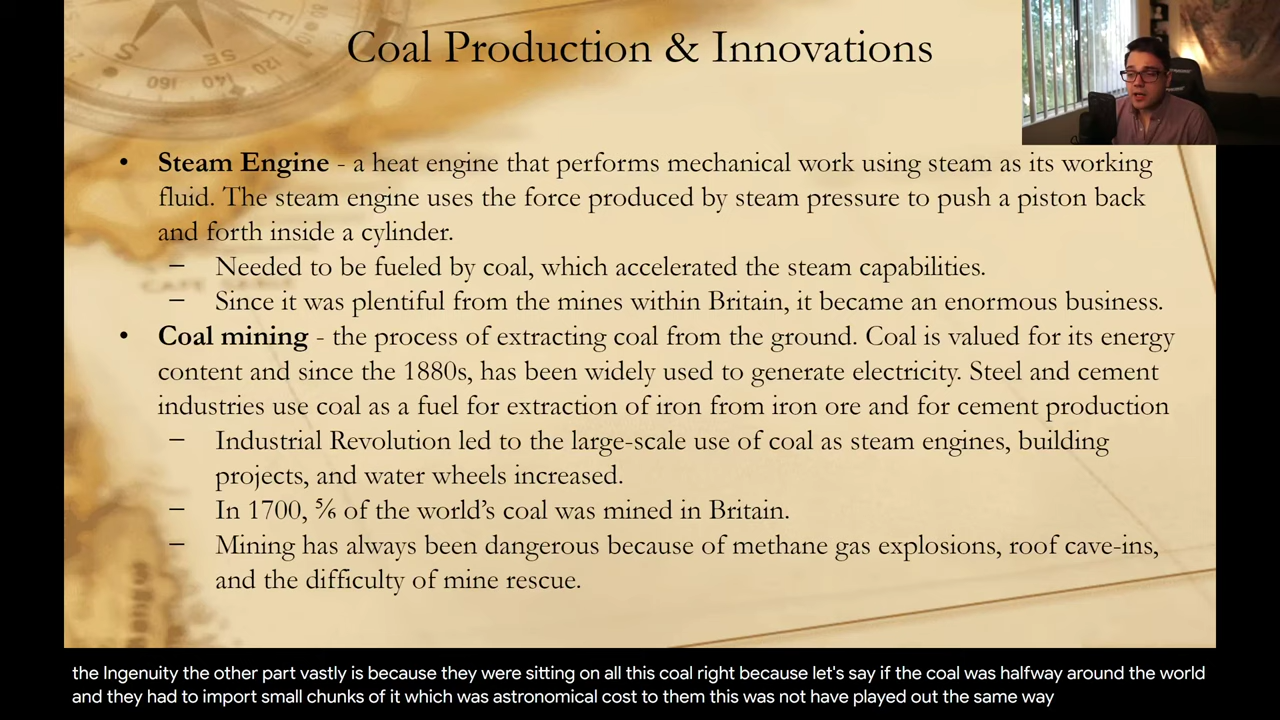 Coal Production & Innovations
• Steam Engine - a heat engine that performs mechanical work using steam as its working
fluid. The steam engine uses the force produced by steam pressure to push a piston back
and forth inside a cylinder.
– Needed to be fueled by coal, which accelerated the steam capabilities.
– Since it was plentiful from the mines within Britain, it became an enormous business.
• Coal mining - the process of extracting coal from the ground. Coal is valued for its energy
content and since the 1880s, has been widely used to generate electricity. Steel and cement
industries use coal as a fuel for extraction of iron from iron ore and for cement production
– Industrial Revolution led to the large-scale use of coal as steam engines, building
projects, and water wheels increased.
– In 1700, ⅚ of the world's coal was mined in Britain.
– Mining has always been dangerous because of methane gas explosions, roof cave-ins,
and the difficulty of mine rescue.
the Ingenuity the other part vastly is because they were sitting on all this coal right because let's say if the coal was halfway around the world
and they had to import small chunks of it which was astronomical cost to them this was not have played out the same way